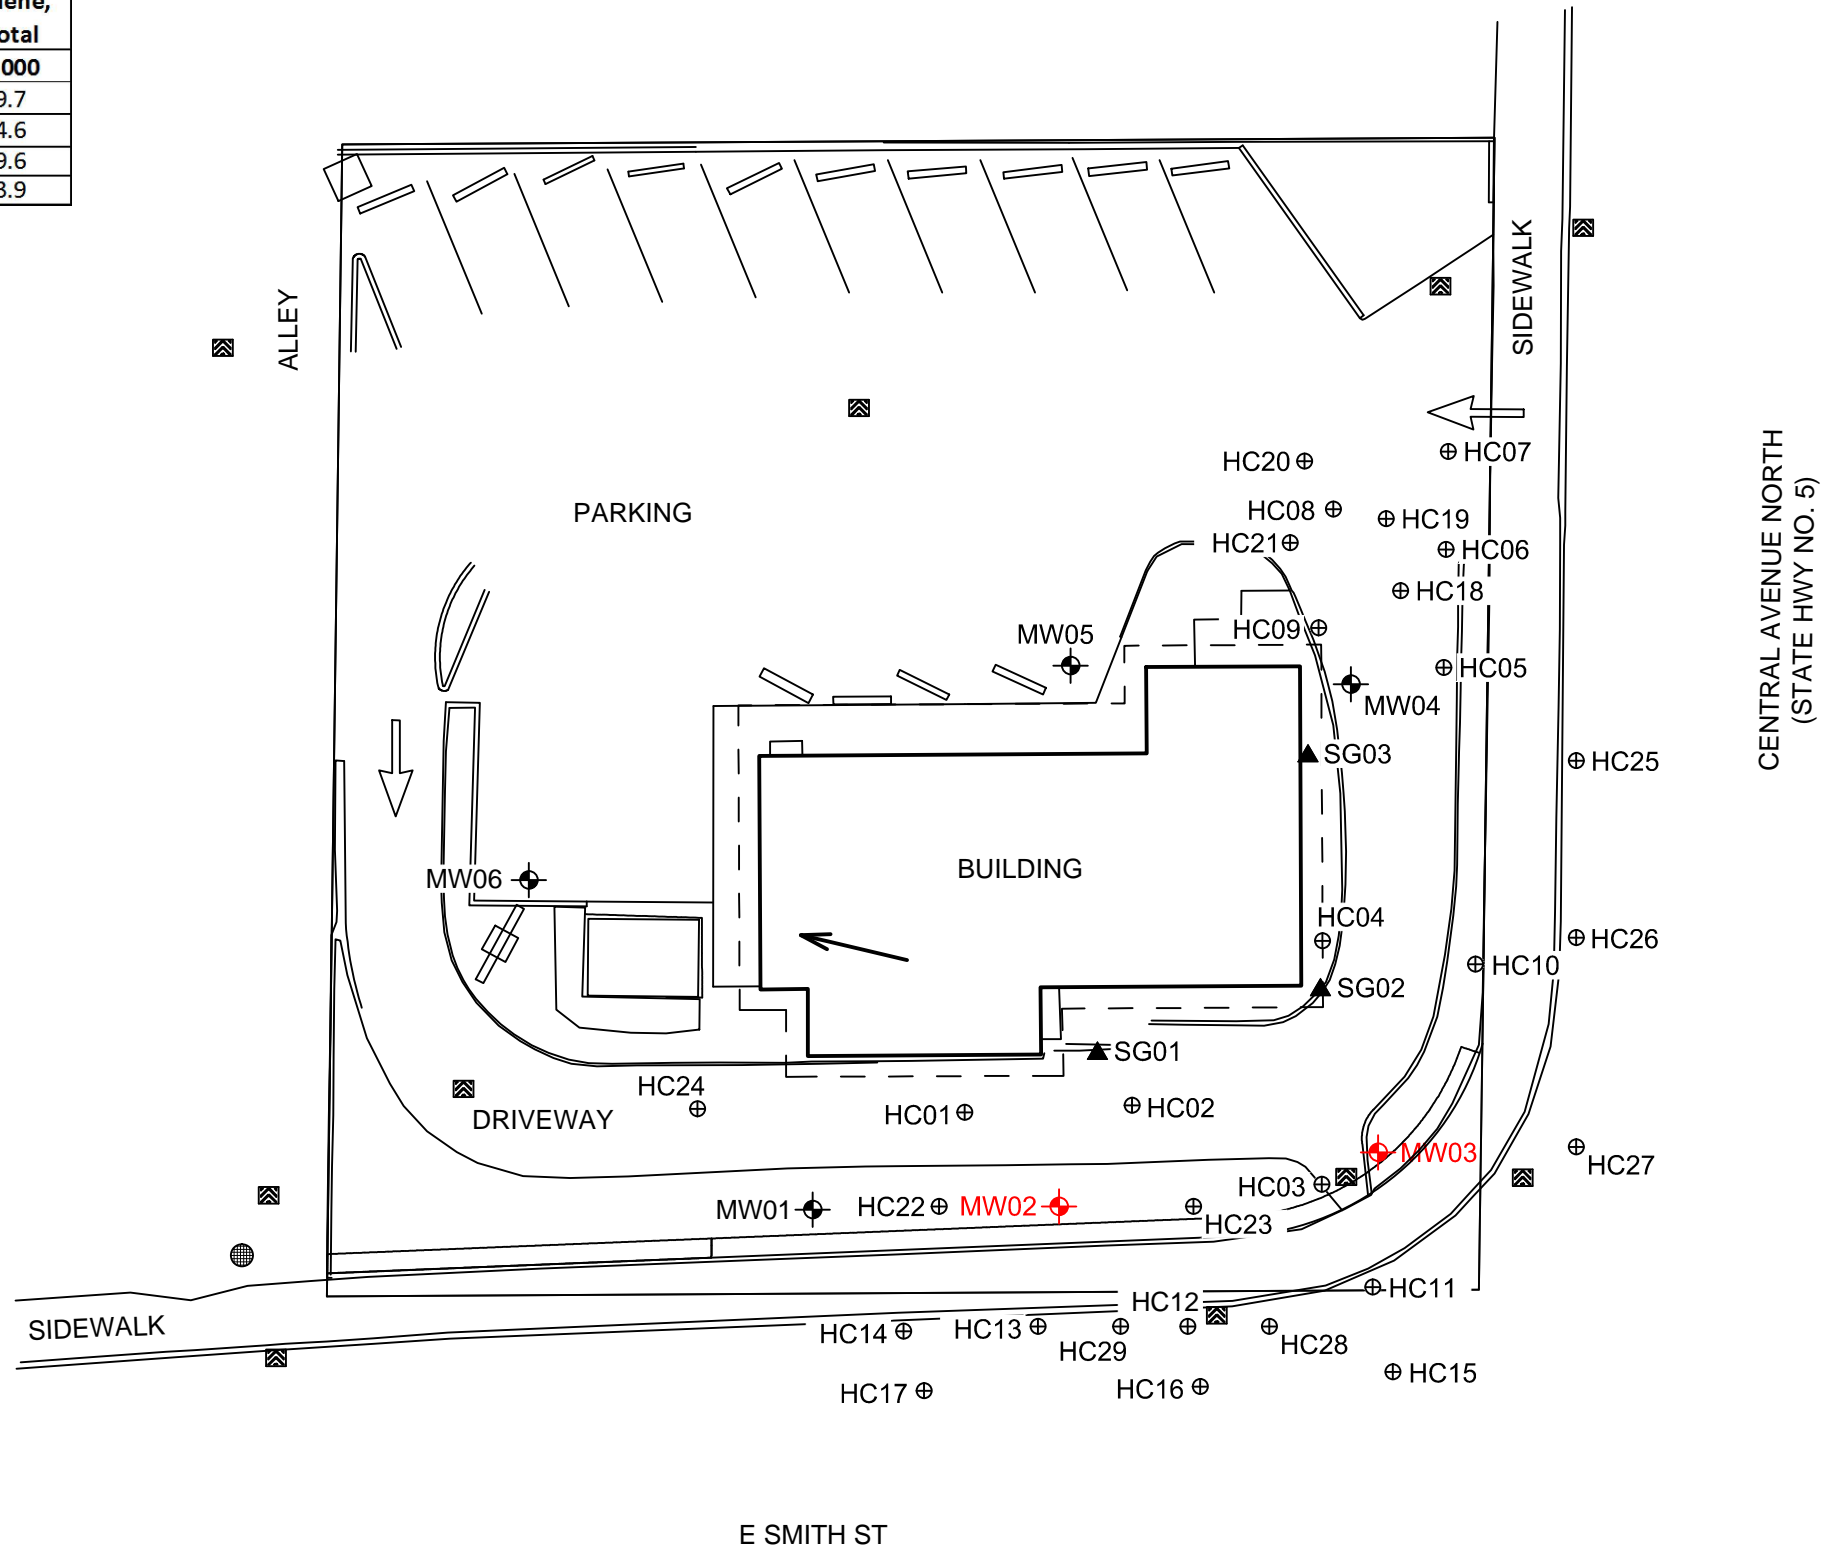 otal
000
9.7
4.6
9.6
3.9
SIDEWALK
ALLEY
HC07
HC20
CENTRAL AVENUE NORTH
(STATE HWY NO. 5)
PARKING
HC08
HC19
HC21
HC06
HC18
MW05
HC09
HC05
MW04
SG03
HC25
BUILDING
MW06
HC04
HC26
HC10
SG02
SG01
HC24
DRIVEWAY
HC01
HC02
MW03
HC27
HC03
MW01
HC22
MW02
HC23
HC11
HC12
SIDEWALK
HC14
HC13
HC29
HC28
HC15
HC17
HC16
E SMITH ST